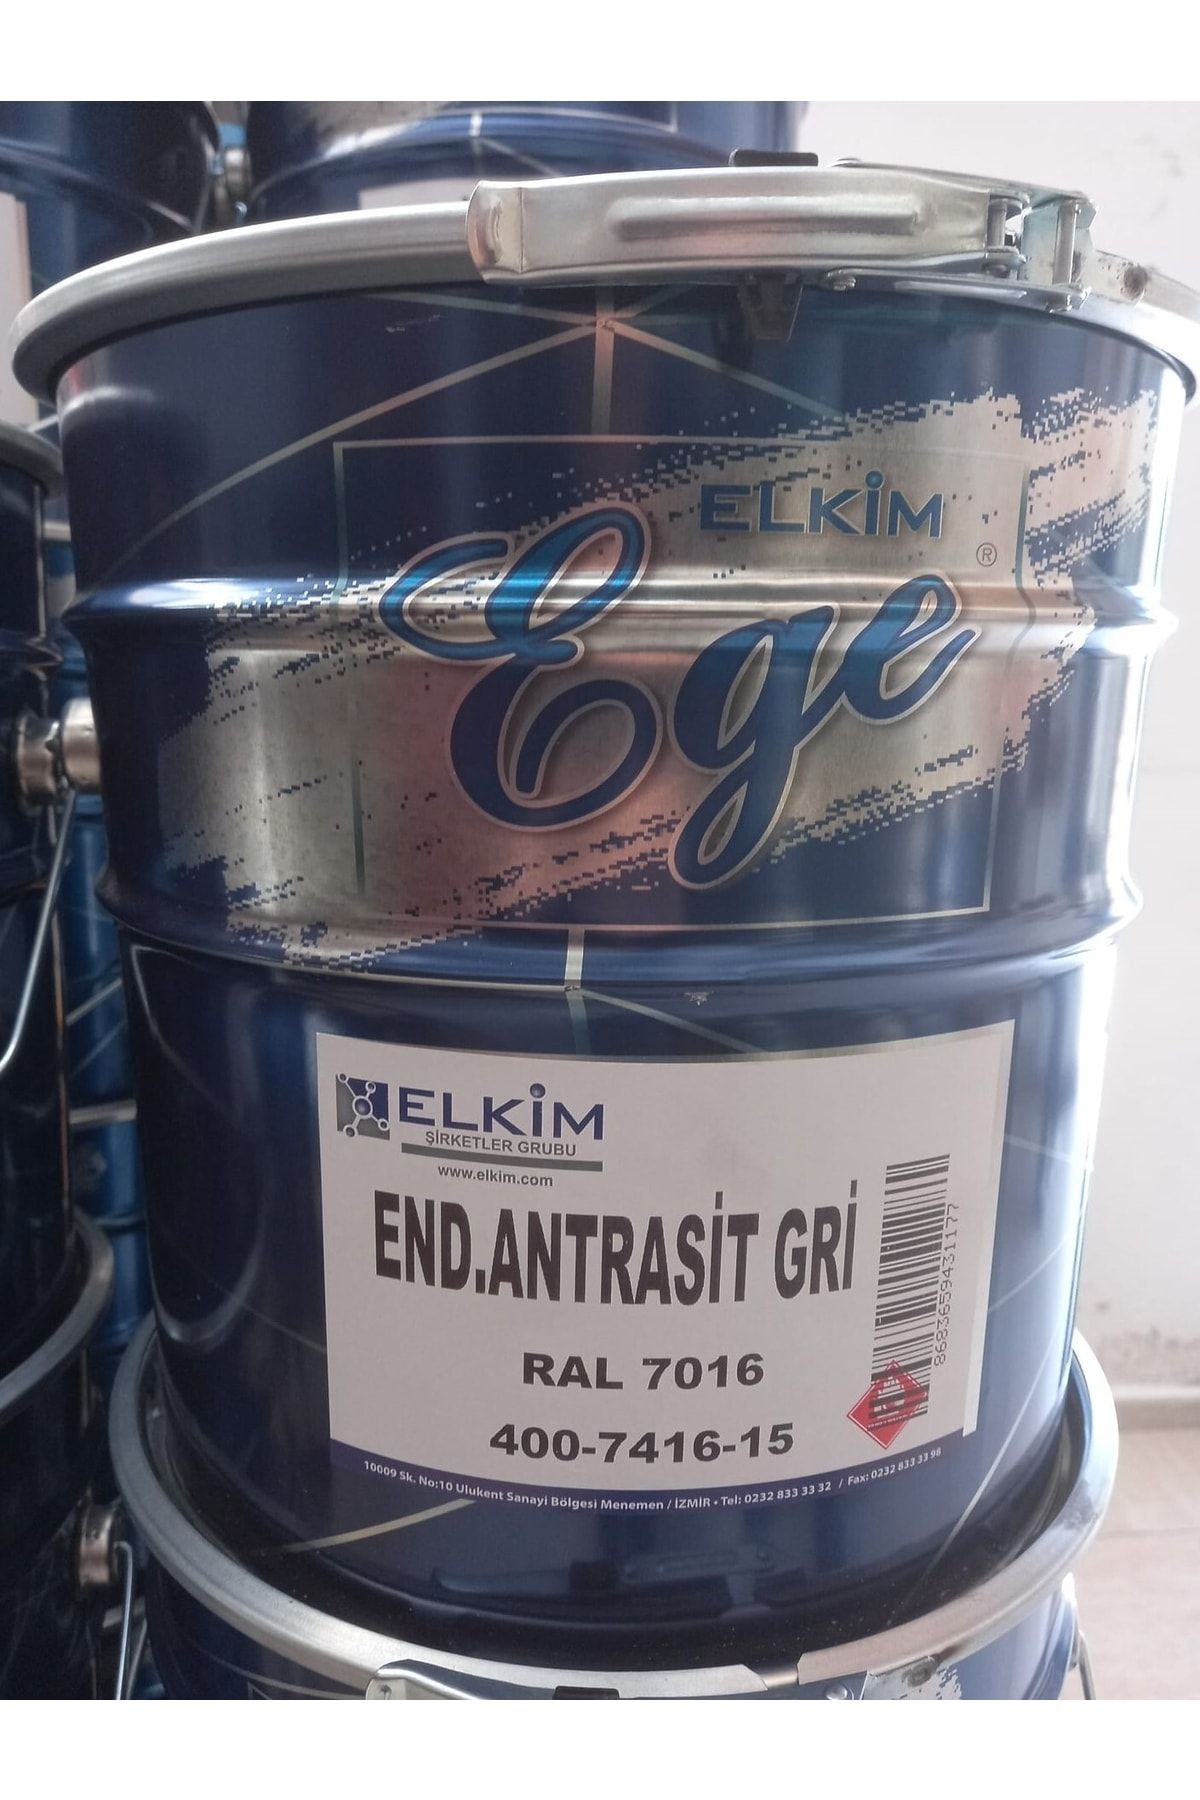 ELKİM
Ege ®
ELKİM
ŞİRKETLER GRUBU
www.elkim.com
END.ANTRASİT GRİ
RAL 7016
400-7416-15
8683659431177
10009 Sk. No:10 Ulukent Sanayi Bölgesi Menemen / İZMİR • Tel: 0232 833 33 32 / Fax: 0232 833 33 98